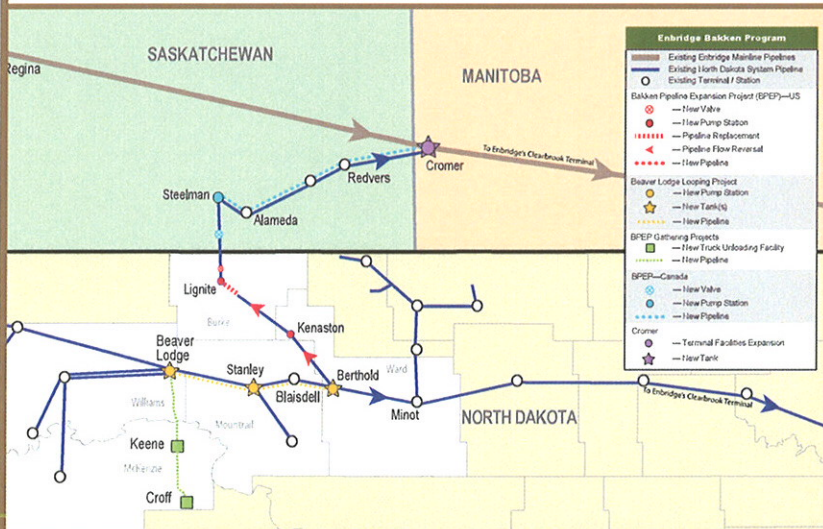 SASKATCHEWAN
MANITOBA
Regina
Cromer
To Enbridge's Clearbrook Terminal
Redvers
Steelman
Alameda
Lignite
Burke
Kenaston
Beaver
Lodge
Stanley
Blaisdell
Berthold
Ward
Minot
Williams
Mountrail
NORTH DAKOTA
To Enbridge's Clearbrook Terminal
Keene
McKenzie
Croff
Enbridge Bakken Program
Existing Enbridge Mainline Pipelines
Existing North Dakota System Pipeline
Existing Terminal / Station
Bakken Pipeline Expansion Project (BPEP)—US
— New Valve
— New Pump Station
— Pipeline Replacement
— Pipeline Flow Reversal
— New Pipeline
Beaver Lodge Looping Project
— New Pump Station
— New Tank(s)
— New Pipeline
BPEP Gathering Projects
— New Truck Unloading Facility
— New Pipeline
BPEP—Canada
— New Valve
— New Pump Station
— New Pipeline
Cromer
— Terminal Facilities Expansion
— New Tank